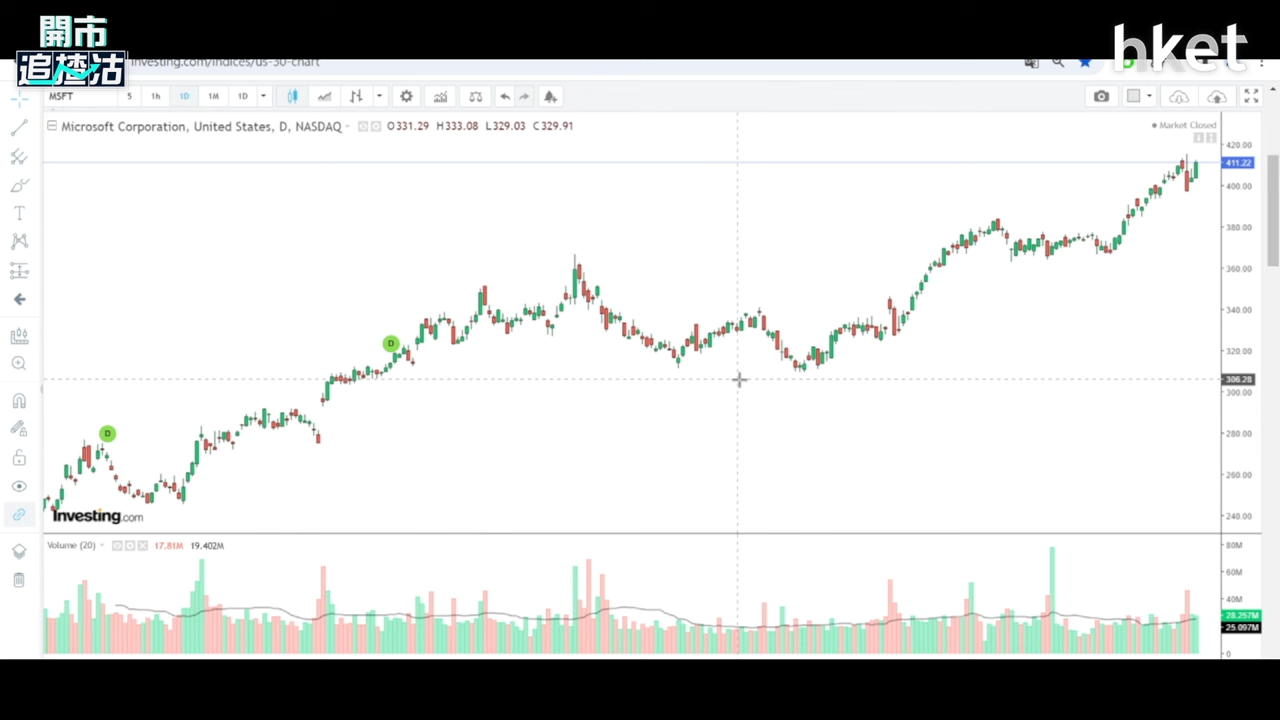 開市
追揸沽
hket
investing.com/indices/us-30-chart
MSFT 5 1h 1D 1M 1D
Microsoft Corporation, United States, D, NASDAQ O331.29 H333.08 L329.03 C329.91
Market Closed
420.00
411.22
400.00
380.00
360.00
340.00
320.00
306.28
300.00
280.00
260.00
240.00
D
D
Investing.com
Volume (20) 17.81M 19.402M
80M
60M
40M
28.257M
25.097M
0